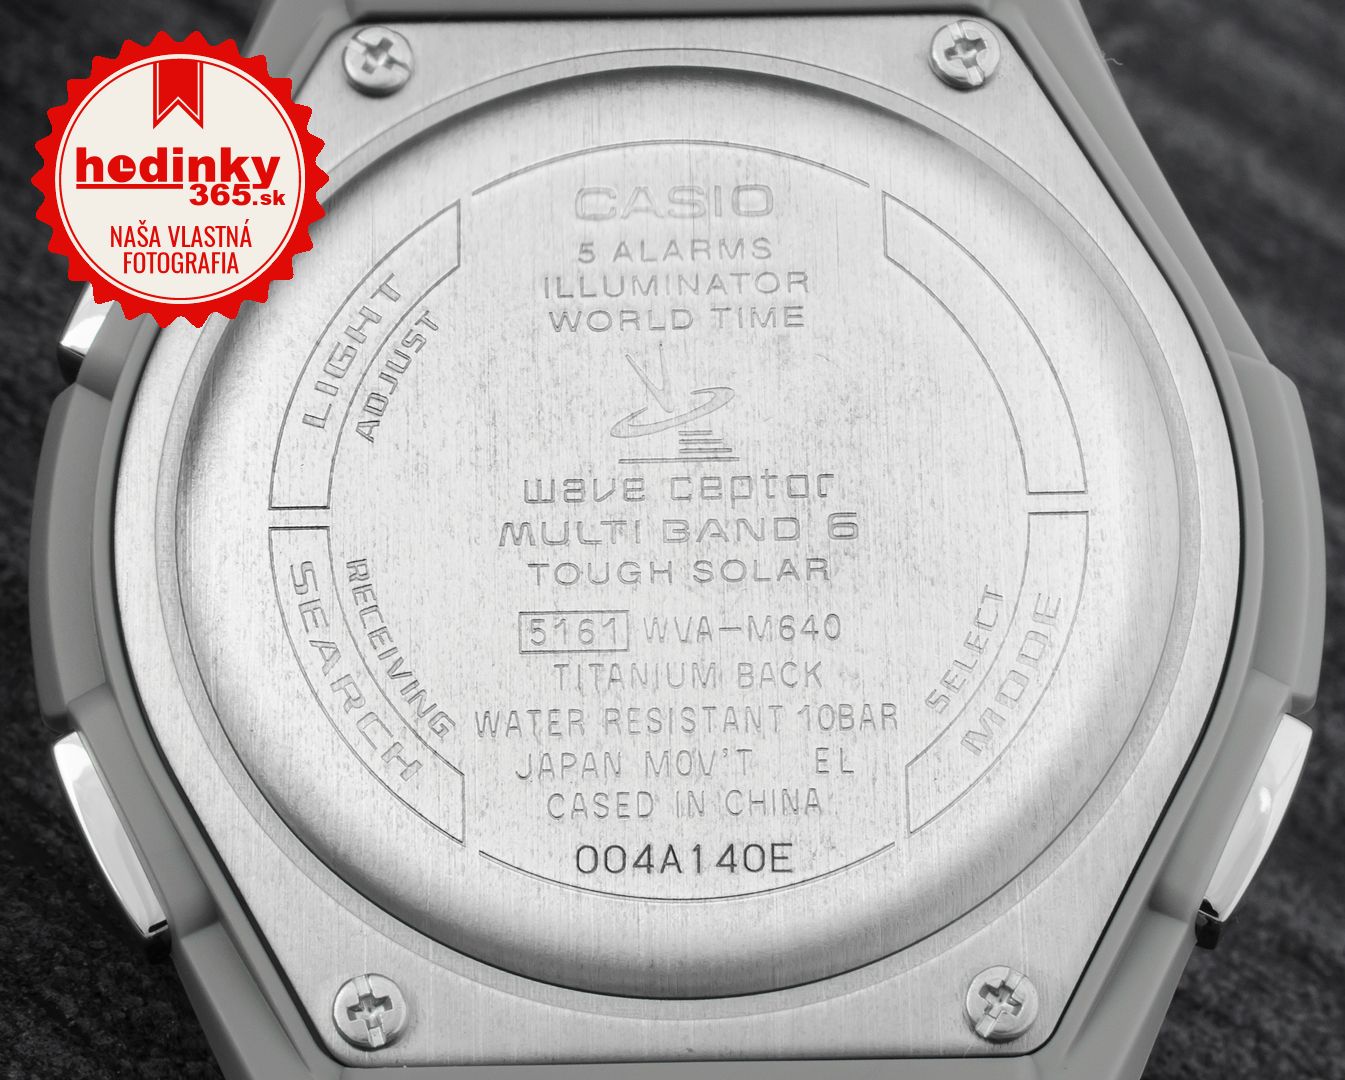 hodinky
365.sk
NAŠA VLASTNÁ
FOTOGRAFIA
CASIO
5 ALARMS
ILLUMINATOR
WORLD TIME
wave ceptor
MULTI BAND 6
TOUGH SOLAR
5161 WVA-M640
TITANIUM BACK
WATER RESISTANT 10BAR
JAPAN MOV'T EL
CASED IN CHINA
004A140E
LIGHT
ADJUST
SEARCH
RECEIVING
SELECT
MODE